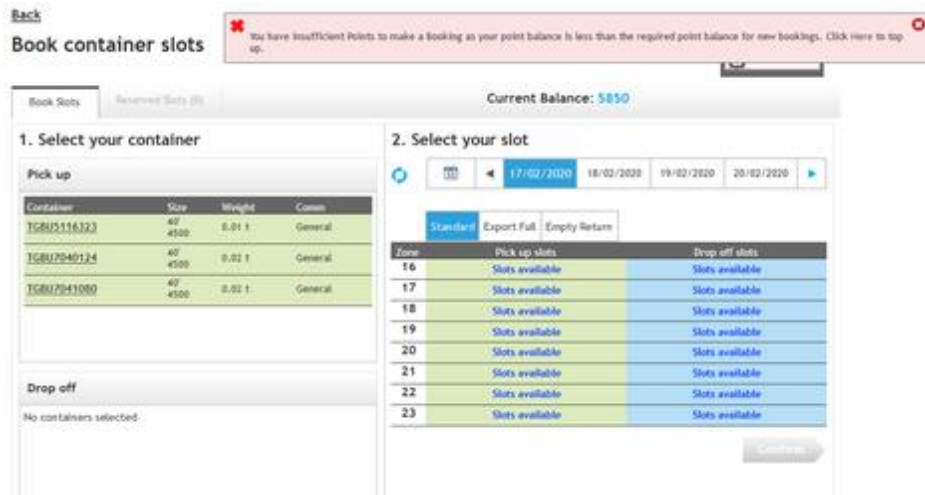 Back
Book container slots
You have Insufficient Points to make a Booking as your point balance is less than the required point balance for new bookings. Click Here to top
up.
Book Slots
Reserved Slots (0)
Current Balance: 5850
1. Select your container
2. Select your slot
Pick up
17/02/2020 18/02/2020 19/02/2020 20/02/2020
Container Size Weight Comm
TGBU5116323 40' 4500 0.01 t General
TGBU7040124 40' 4500 0.02 t General
TGBU7041080 40' 4500 0.02 t General
Standard Export Full Empty Return
Zone Pick up slots Drop off slots
16 Slots available Slots available
17 Slots available Slots available
18 Slots available Slots available
19 Slots available Slots available
20 Slots available Slots available
21 Slots available Slots available
22 Slots available Slots available
23 Slots available Slots available
Drop off
No containers selected
Confirm